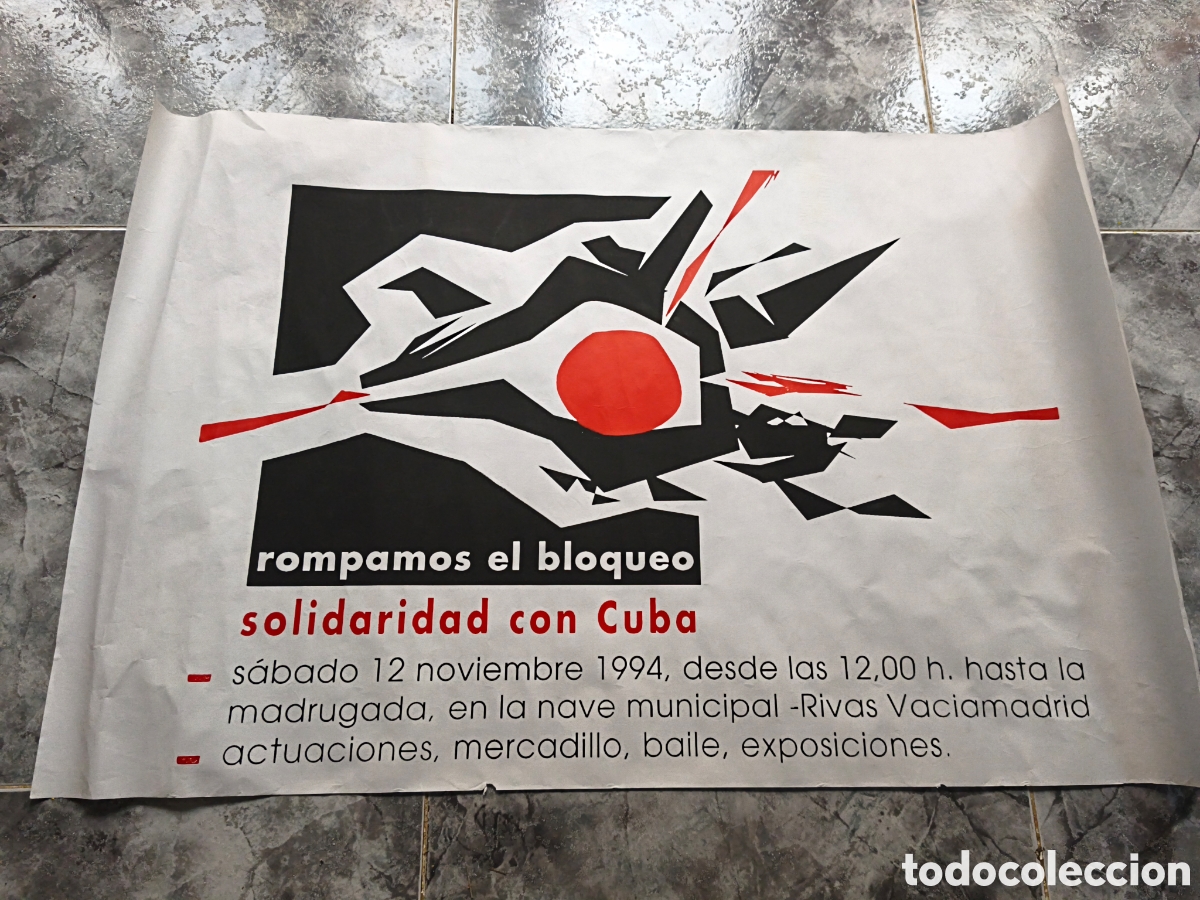 rompamos el bloqueo
solidaridad con Cuba
sábado 12 noviembre 1994, desde las 12,00 h. hasta la
madrugada, en la nave municipal -Rivas Vaciamadrid
actuaciones, mercadillo, baile, exposiciones.
todocoleccion